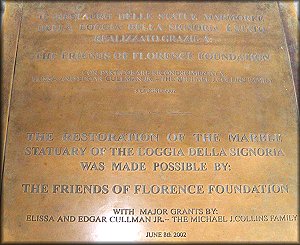 DELLE STATUE MARMOREE
DELLA LOGGIA DELLA SIGNORIA È STATO
REALIZZATO GRAZIE A:
THE FRIENDS OF FLORENCE FOUNDATION
THE RESTORATION OF THE MARBLE
STATUARY OF THE LOGGIA DELLA SIGNORIA
WAS MADE POSSIBLE BY:
THE FRIENDS OF FLORENCE FOUNDATION
WITH MAJOR GRANTS BY:
ELISSA AND EDGAR CULLMAN JR.- THE MICHAEL J.COLLINS FAMILY
JUNE 8th 2002